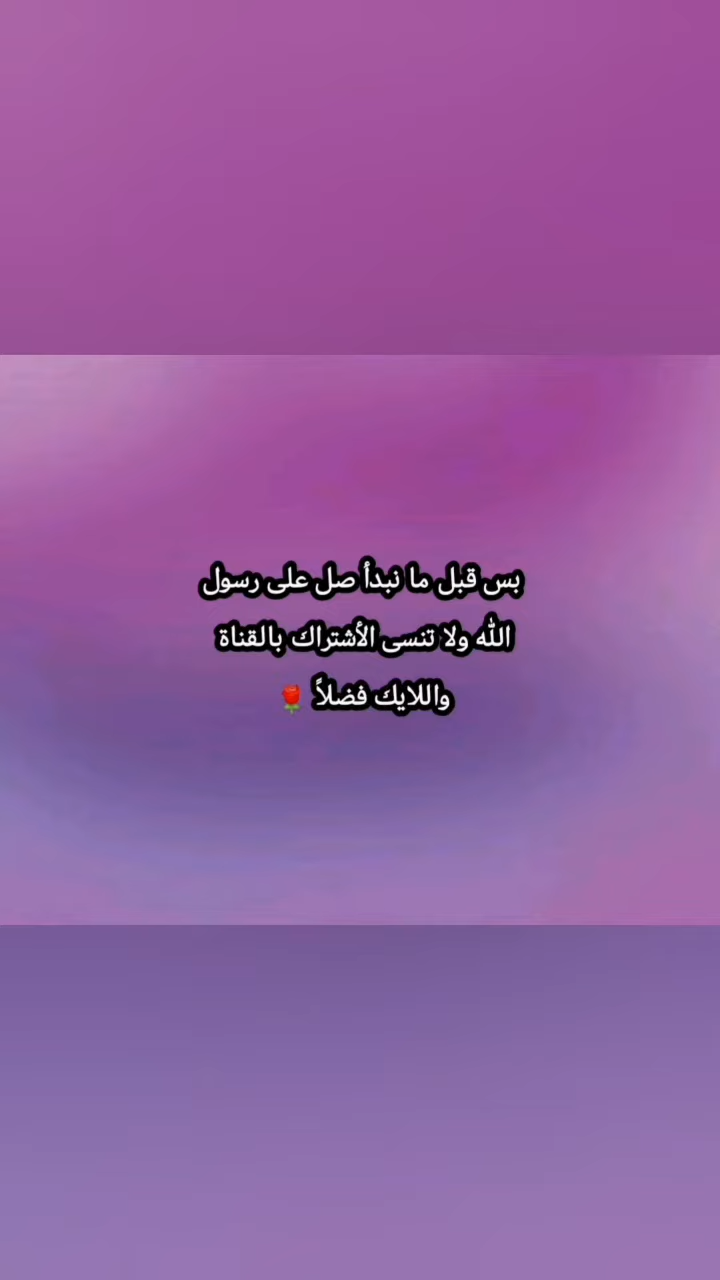 بس قبل ما نبدأ صل على رسول
الله ولا تنسى الأشتراك بالقناة
واللايك فضلاً 🌹